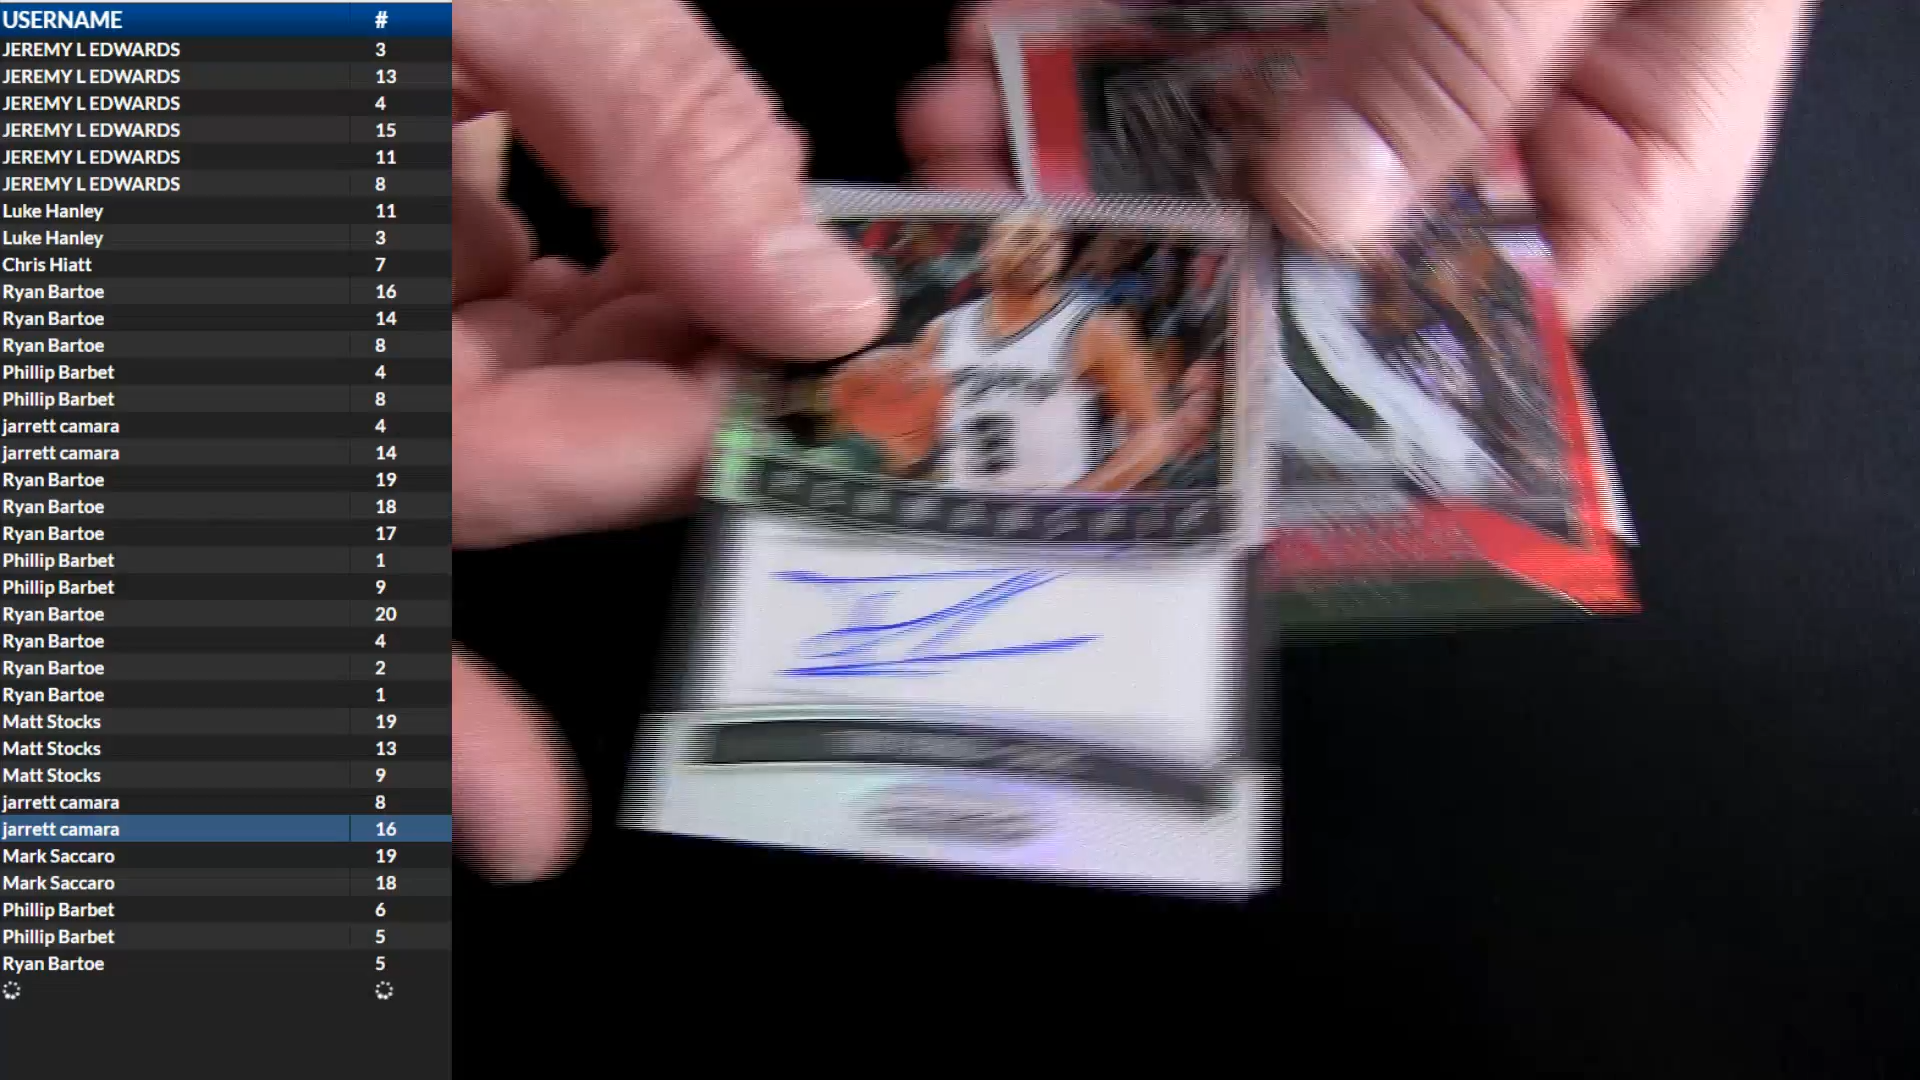 USERNAME #
JEREMY L EDWARDS 3
JEREMY L EDWARDS 13
JEREMY L EDWARDS 4
JEREMY L EDWARDS 15
JEREMY L EDWARDS 11
JEREMY L EDWARDS 8
Luke Hanley 11
Luke Hanley 3
Chris Hiatt 7
Ryan Bartoe 16
Ryan Bartoe 14
Ryan Bartoe 8
Phillip Barbet 4
Phillip Barbet 8
jarrett camara 4
jarrett camara 14
Ryan Bartoe 19
Ryan Bartoe 18
Ryan Bartoe 17
Phillip Barbet 1
Phillip Barbet 9
Ryan Bartoe 20
Ryan Bartoe 4
Ryan Bartoe 2
Ryan Bartoe 1
Matt Stocks 19
Matt Stocks 13
Matt Stocks 9
jarrett camara 8
jarrett camara 16
Mark Saccaro 19
Mark Saccaro 18
Phillip Barbet 6
Phillip Barbet 5
Ryan Bartoe 5